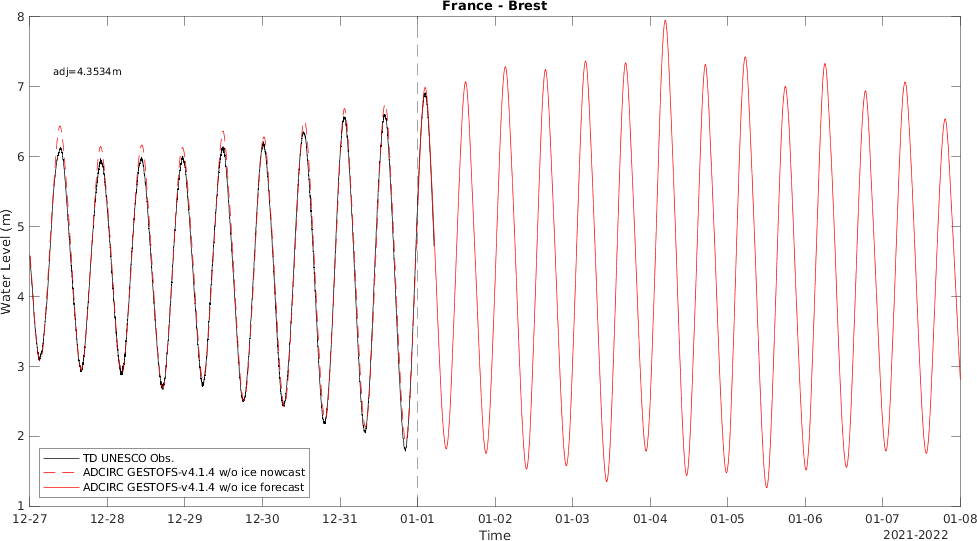 France - Brest
adj=4.3534m
Water Level (m)
8
7
6
5
4
3
2
1
TD UNESCO Obs.
ADCIRC GESTOFS-v4.1.4 w/o ice nowcast
ADCIRC GESTOFS-v4.1.4 w/o ice forecast
12-27 12-28 12-29 12-30 12-31 01-01 01-02 01-03 01-04 01-05 01-06 01-07 01-08
Time
2021-2022